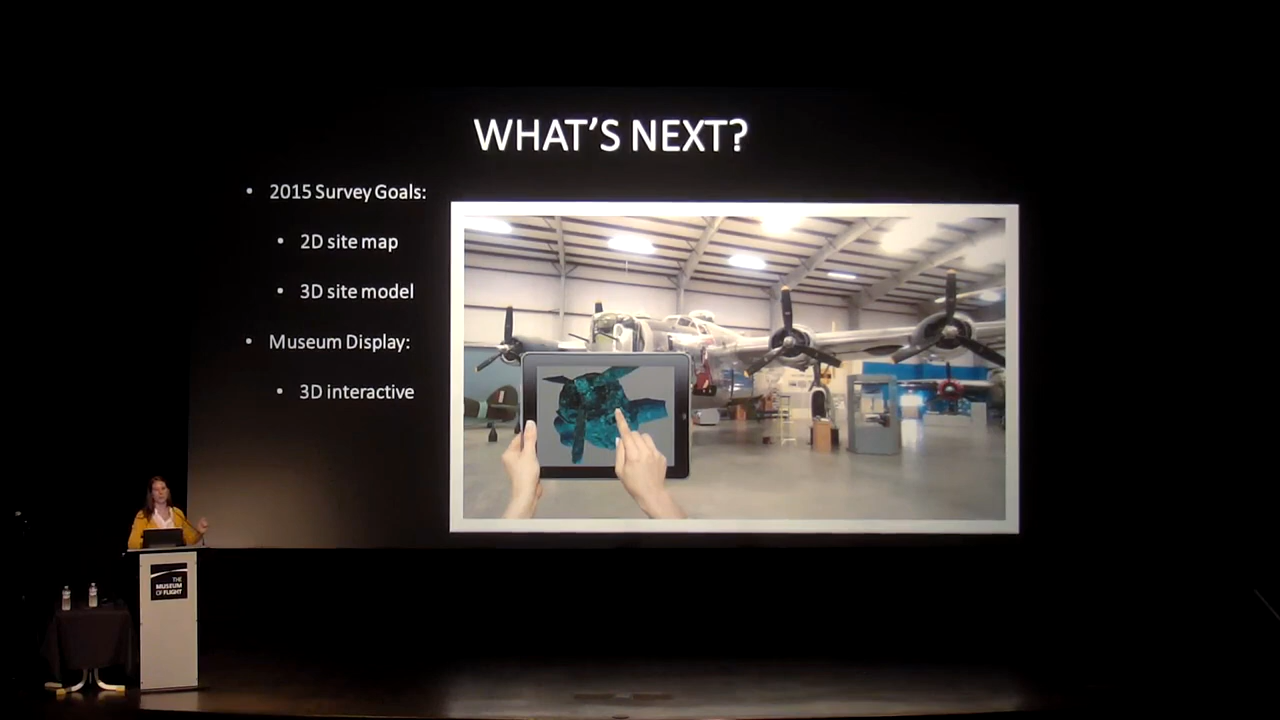 WHAT'S NEXT?
• 2015 Survey Goals:
• 2D site map
• 3D site model
• Museum Display:
• 3D interactive
THE
MUSEUM
OF FLIGHT